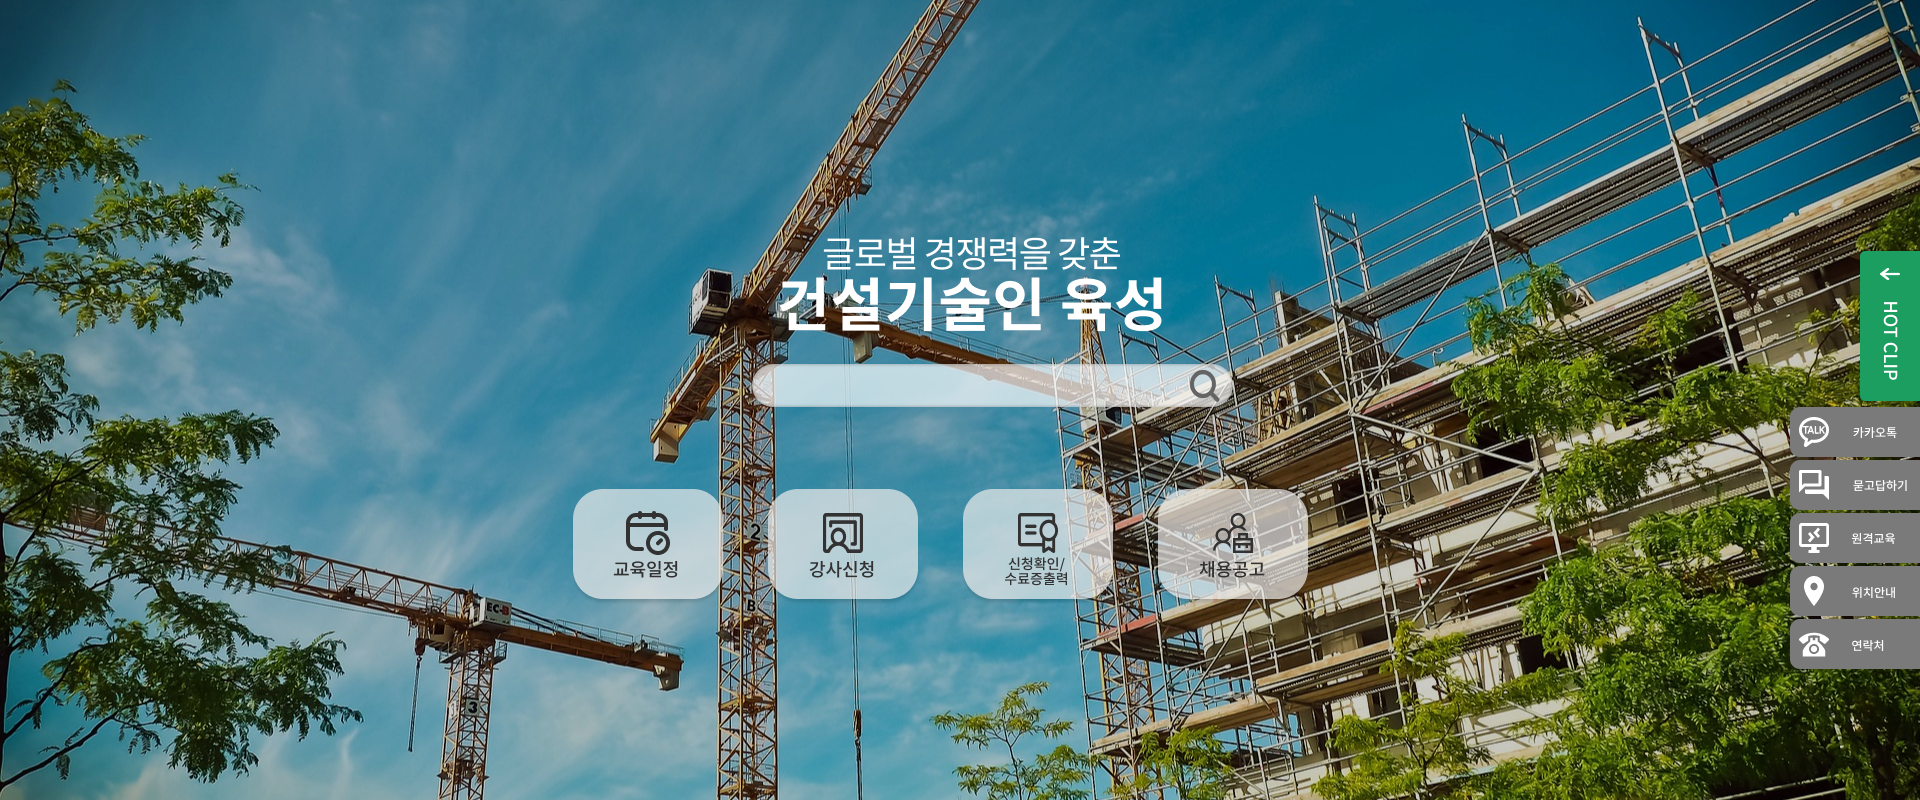 글로벌 경쟁력을 갖춘
건설기술인 육성
교육일정
강사신청
신청확인/
수료증출력
채용공고
HOT CLIP
TALK
카카오톡
묻고답하기
원격교육
위치안내
연락처
2
B
EC-B
3